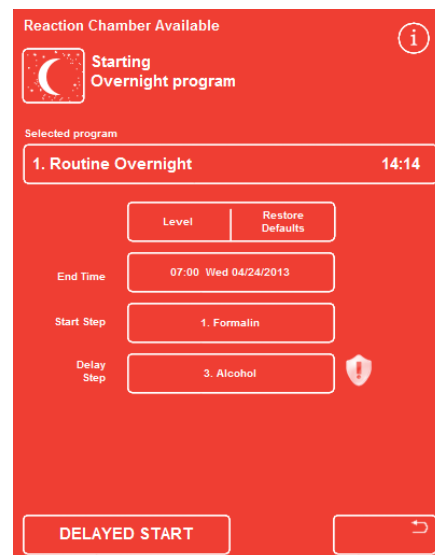 Reaction Chamber Available
i
Starting
Overnight program
Selected program
1. Routine Overnight 14:14
Level
Restore
Defaults
End Time
07:00 Wed 04/24/2013
Start Step
1. Formalin
Delay
Step
3. Alcohol
!
DELAYED START